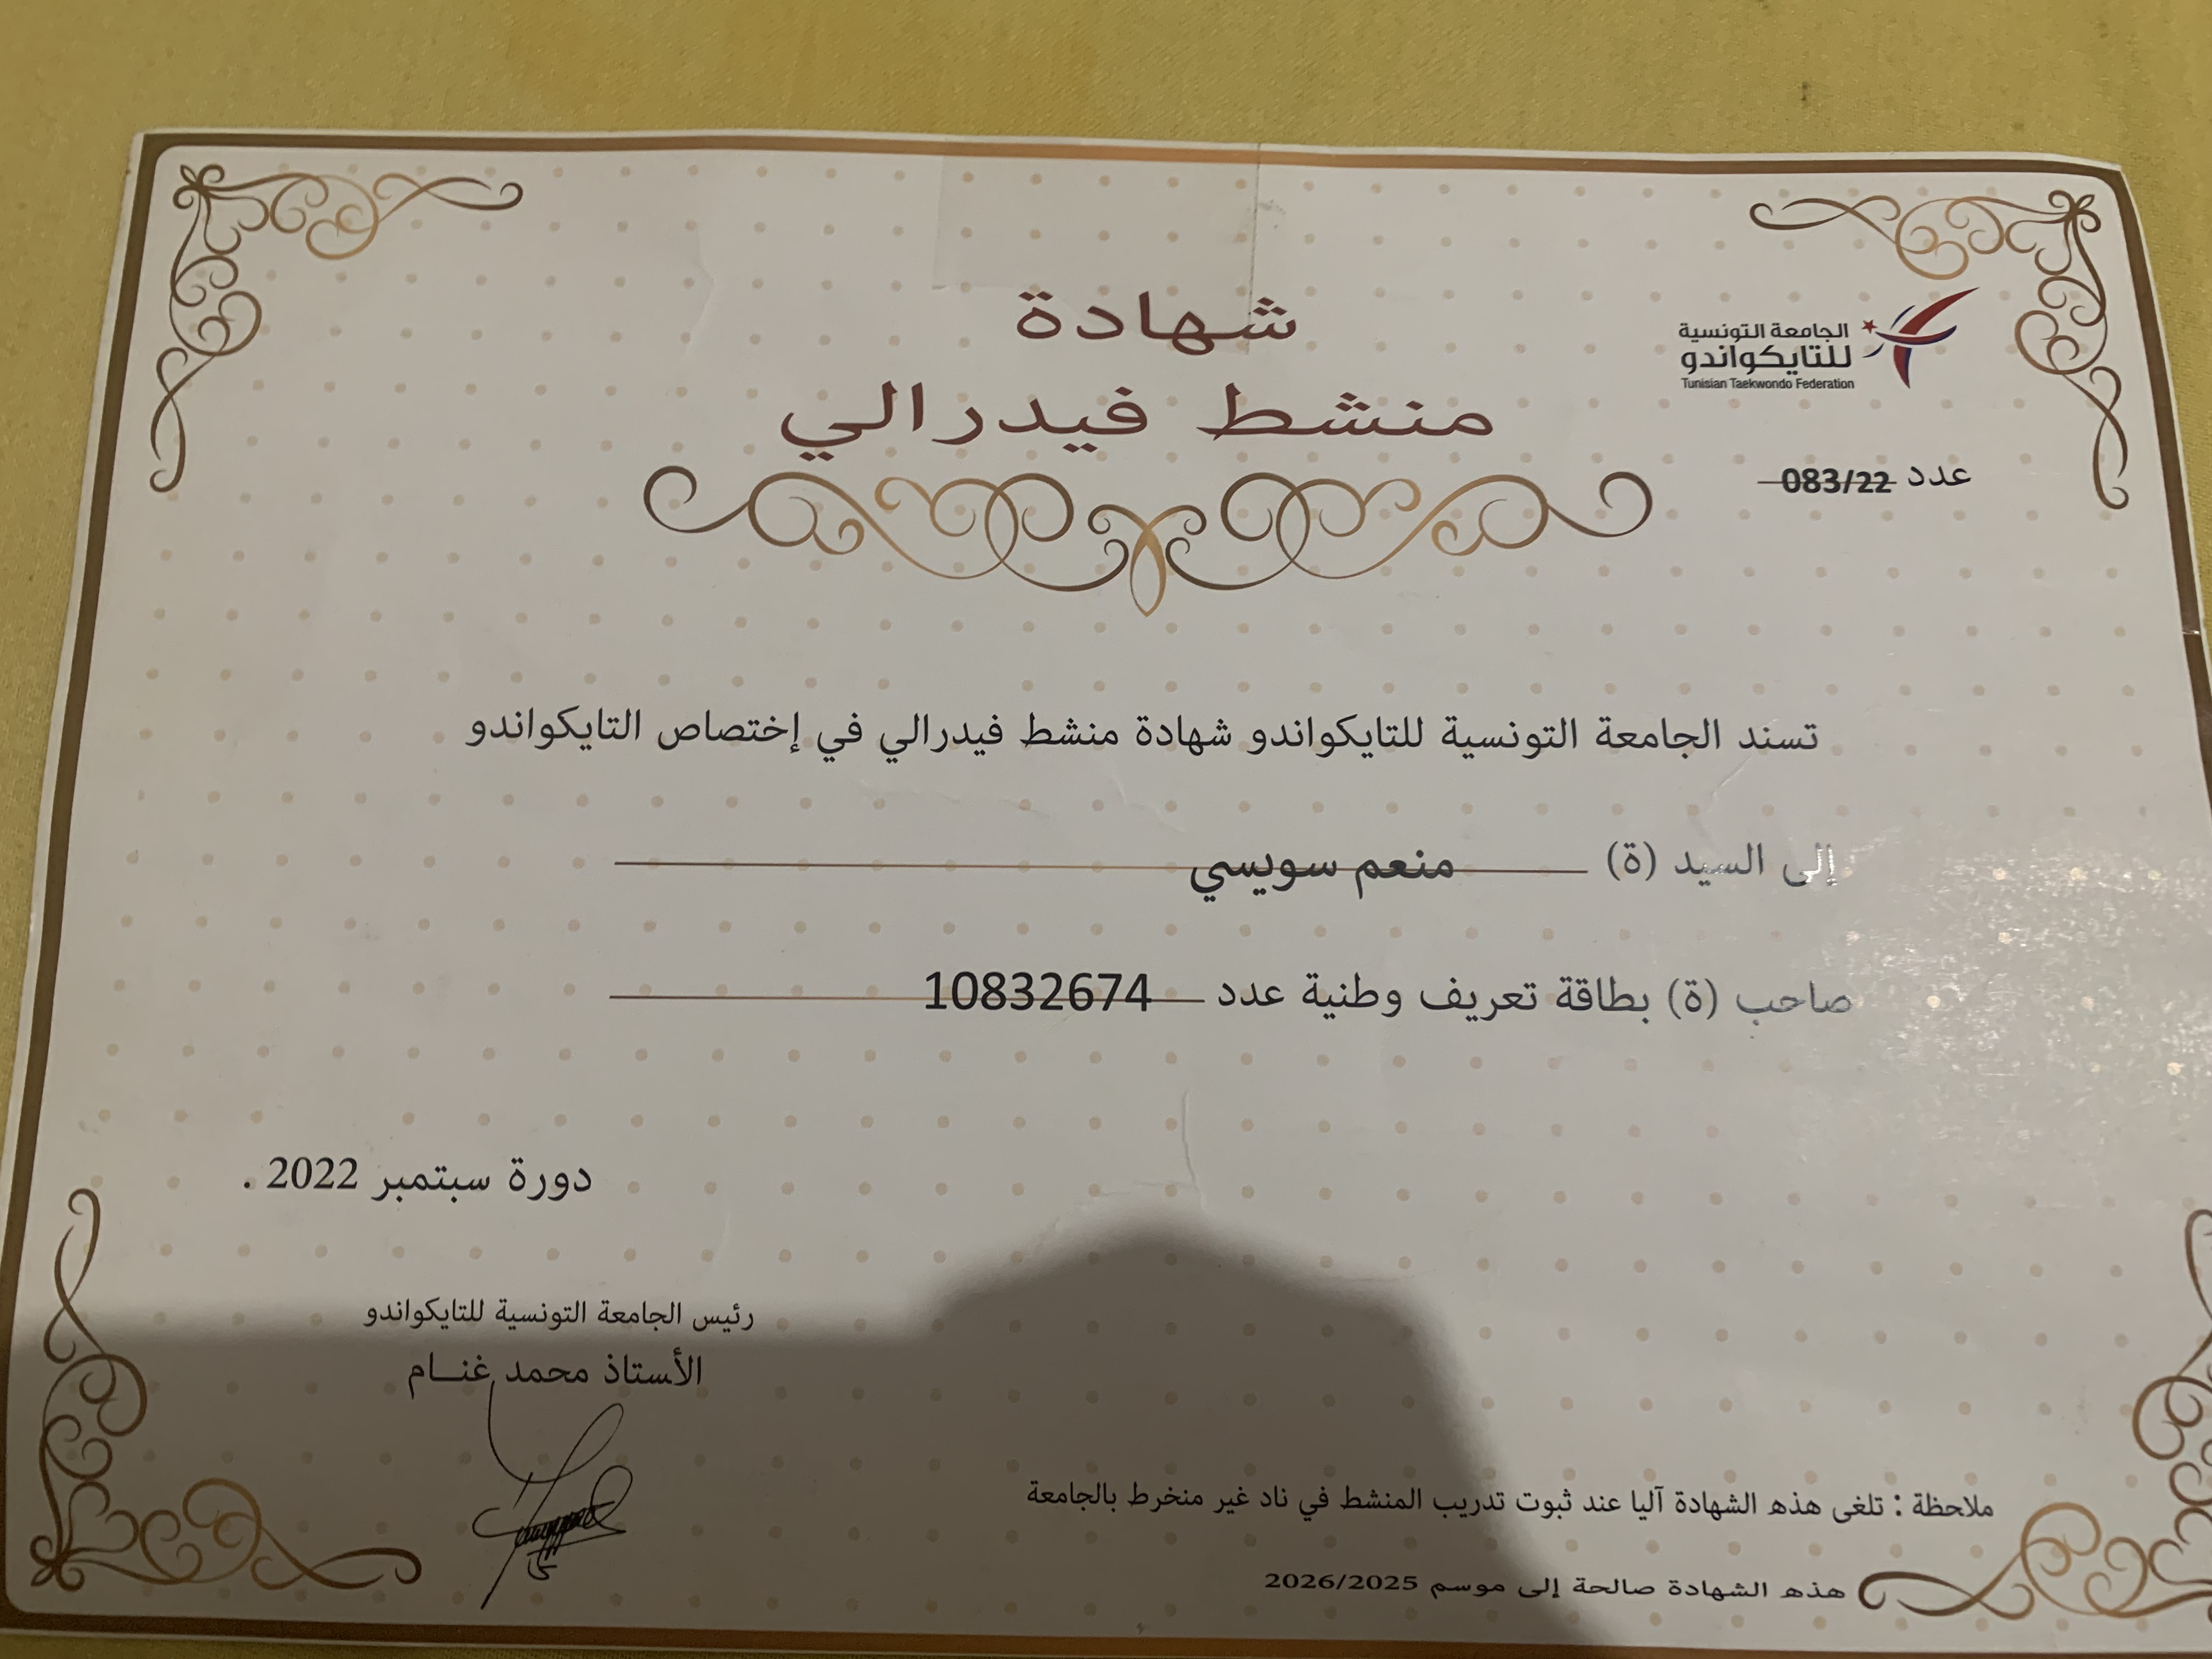 شهادة
منشط فيدرالي
الجامعة التونسية
للتايكواندو
Tunisian Taekwondo Federation
عدد 083/22
تسند الجامعة التونسية للتايكواندو شهادة منشط فيدرالي في إختصاص التايكواندو
إلى السيد (ة) منعم سويسي
صاحب (ة) بطاقة تعريف وطنية عدد 10832674
دورة سبتمبر 2022 .
رئيس الجامعة التونسية للتايكواندو
الأستاذ محمد غنـــام
ملاحظة : تلغى هذه الشهادة آليا عند ثبوت تدريب المنشط في ناد غير منخرط بالجامعة
هذه الشهادة صالحة إلى موسم 2026/2025